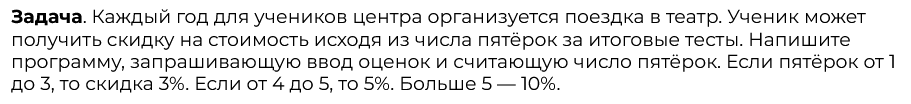 Задача. Каждый год для учеников центра организуется поездка в театр. Ученик может
получить скидку на стоимость исходя из числа пятёрок за итоговые тесты. Напишите
программу, запрашивающую ввод оценок и считающую число пятёрок. Если пятёрок от 1
до 3, то скидка 3%. Если от 4 до 5, то 5%. Больше 5 — 10%.